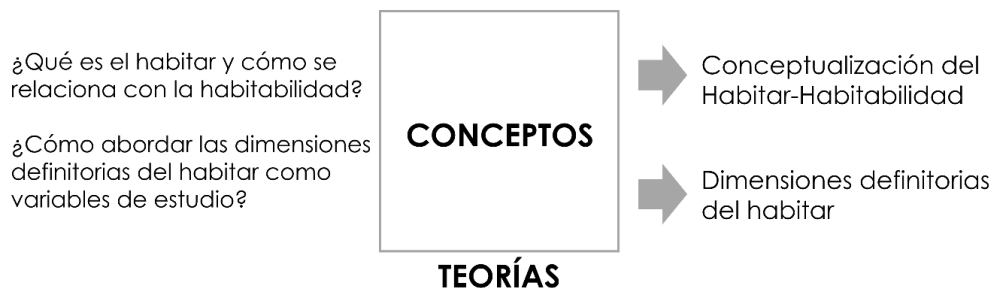 ¿Qué es el habitar y cómo se
relaciona con la habitabilidad?
¿Cómo abordar las dimensiones
definitorias del habitar como
variables de estudio?
CONCEPTOS
TEORÍAS
Conceptualización del
Habitar-Habitabilidad
Dimensiones definitorias
del habitar